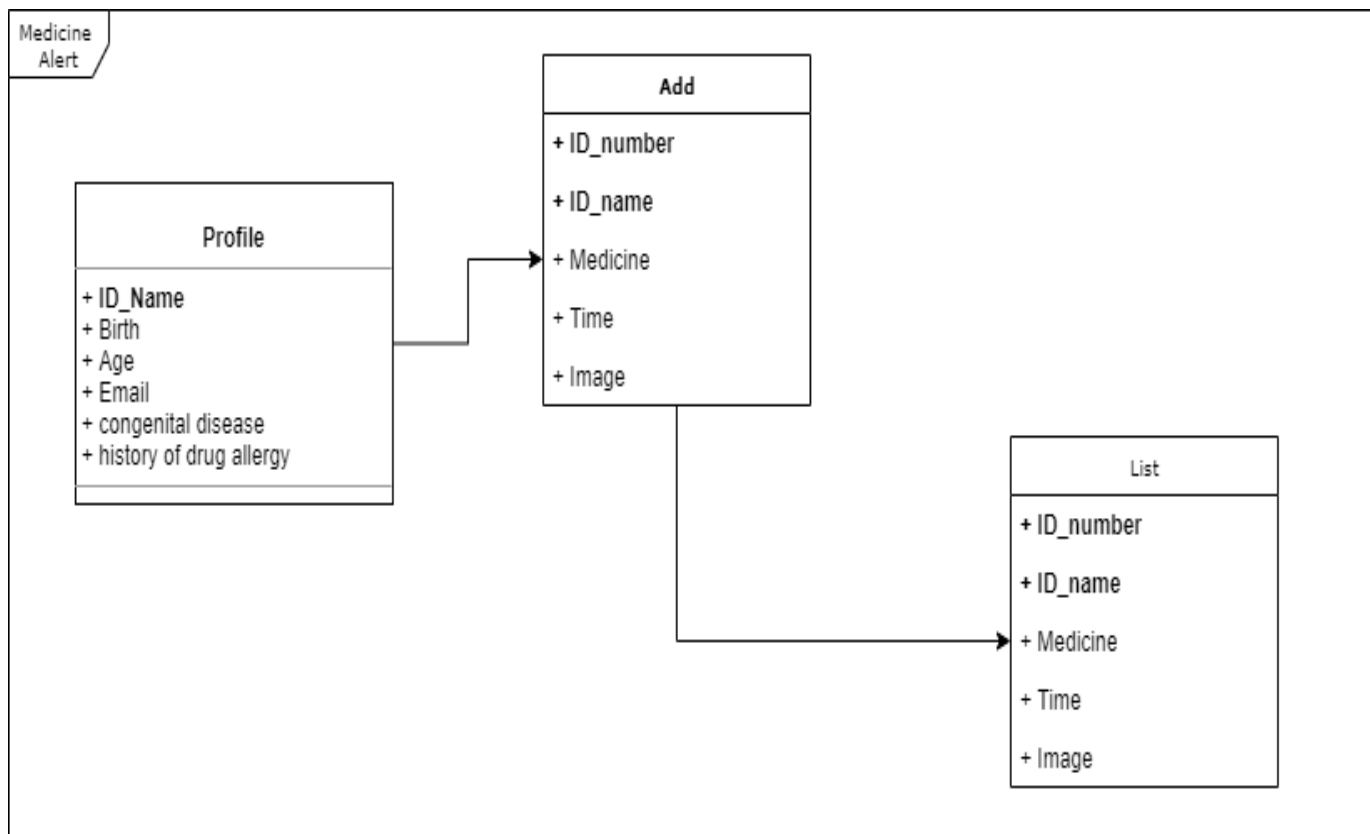 Medicine
Alert
Profile
+ ID_Name
+ Birth
+ Age
+ Email
+ congenital disease
+ history of drug allergy
Add
+ ID_number
+ ID_name
+ Medicine
+ Time
+ Image
List
+ ID_number
+ ID_name
+ Medicine
+ Time
+ Image